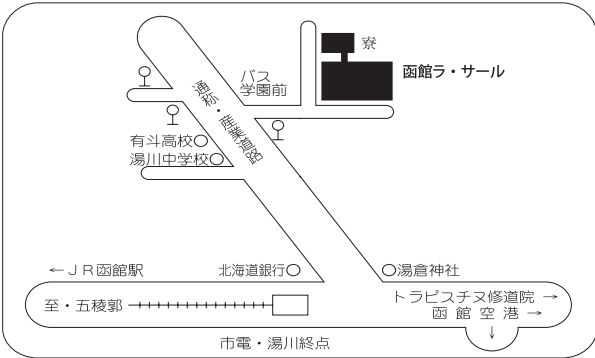 寮
函館ラ・サール
バス
学園前
通称・産業道路
有斗高校
湯川中学校
←ＪＲ函館駅
北海道銀行
湯倉神社
至・五稜郭
トラピスチヌ修道院 →
函館空港 →
↓
市電・湯川終点